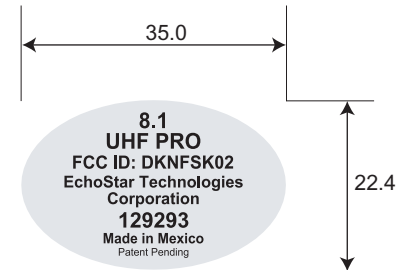 35.0
8.1
UHF PRO
FCC ID: DKNFSK02
EchoStar Technologies
Corporation
129293
Made in Mexico
Patent Pending
22.4